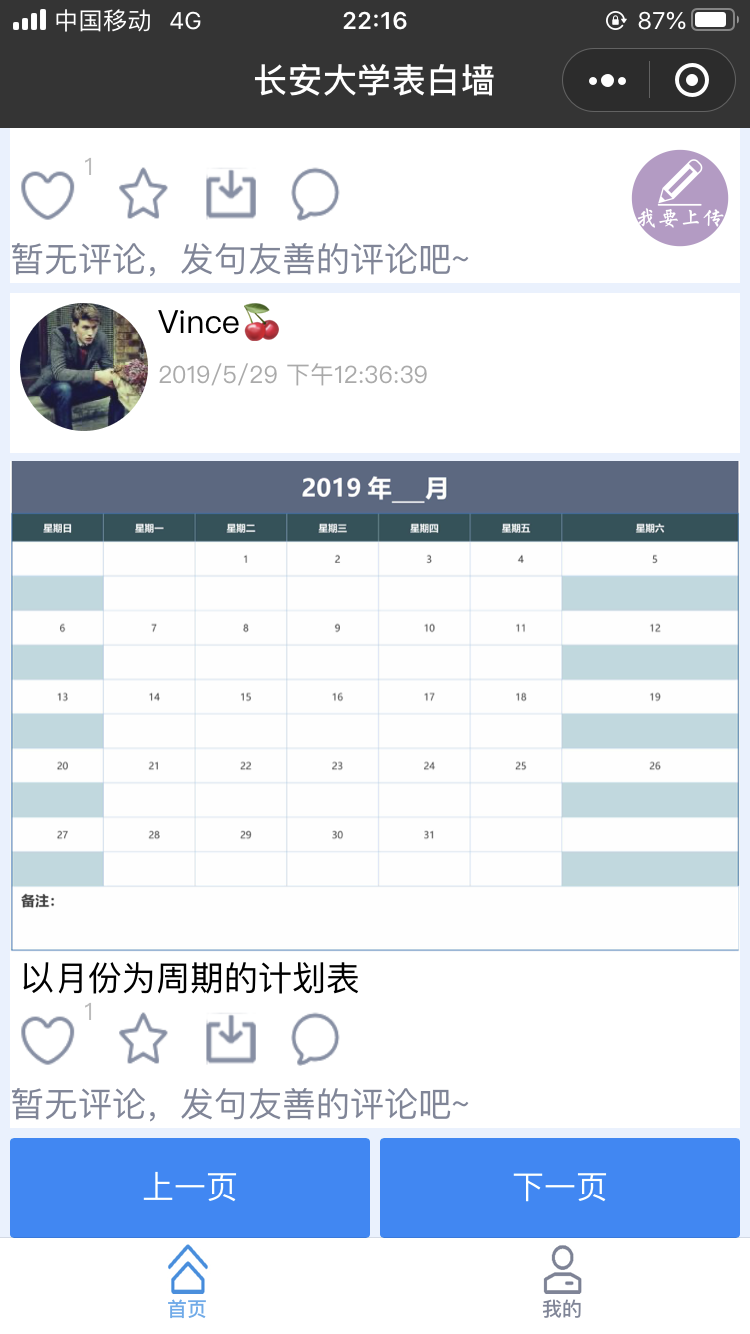 中国移动 4G 22:16 87%
长安大学表白墙
1
我要上传
暂无评论，发句友善的评论吧~
Vince🍒
2019/5/29 下午12:36:39
2019 年___月
星期日 星期一 星期二 星期三 星期四 星期五 星期六
1 2 3 4 5
6 7 8 9 10 11 12
13 14 15 16 17 18 19
20 21 22 23 24 25 26
27 28 29 30 31
备注:
以月份为周期的计划表
1
暂无评论，发句友善的评论吧~
上一页 下一页
首页 我的